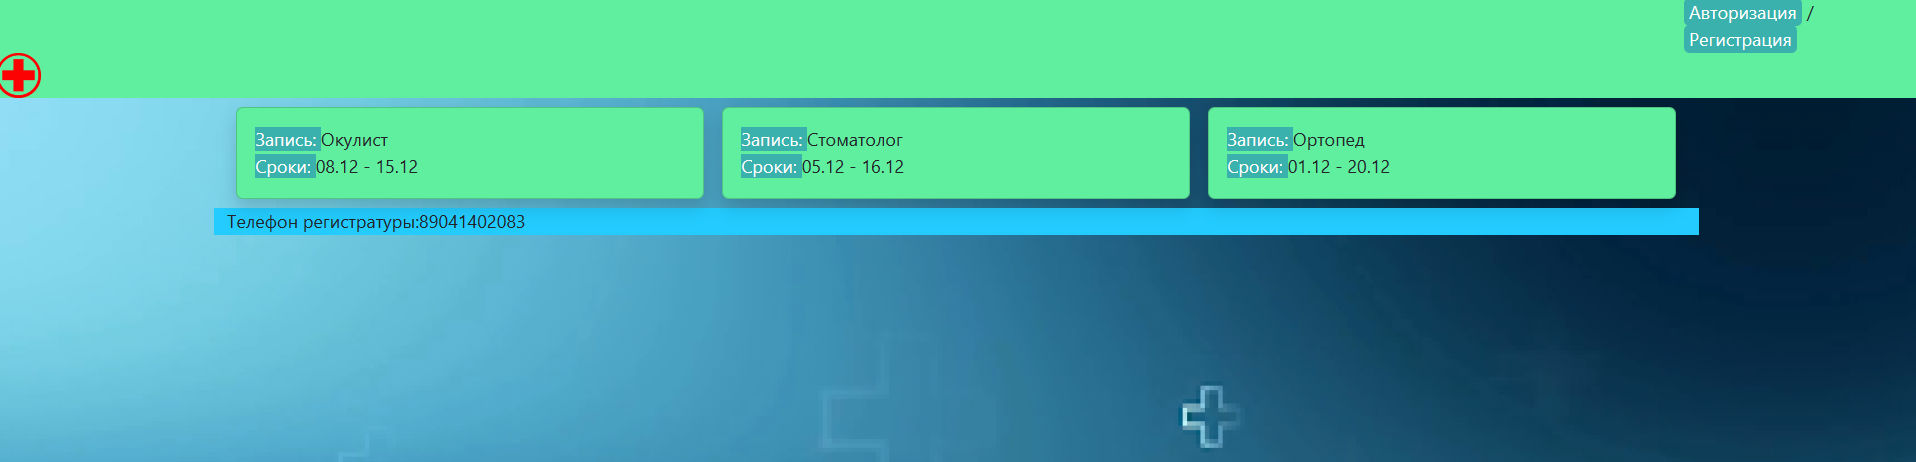 Авторизация /
Регистрация
Запись: Окулист
Сроки: 08.12 - 15.12
Запись: Стоматолог
Сроки: 05.12 - 16.12
Запись: Ортопед
Сроки: 01.12 - 20.12
Телефон регистратуры:89041402083